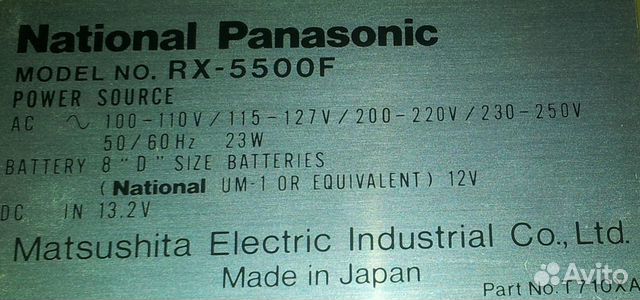 National Panasonic
MODEL NO. RX-5500F
POWER SOURCE
AC ∿ 100-110V/115-127V/200-220V/230-250V
50/60Hz 23W
BATTERY 8 "D" SIZE BATTERIES
(National UM-1 OR EQUIVALENT) 12V
DC IN 13.2V
Matsushita Electric Industrial Co., Ltd.
Made in Japan
Part No. T710XA
Avito